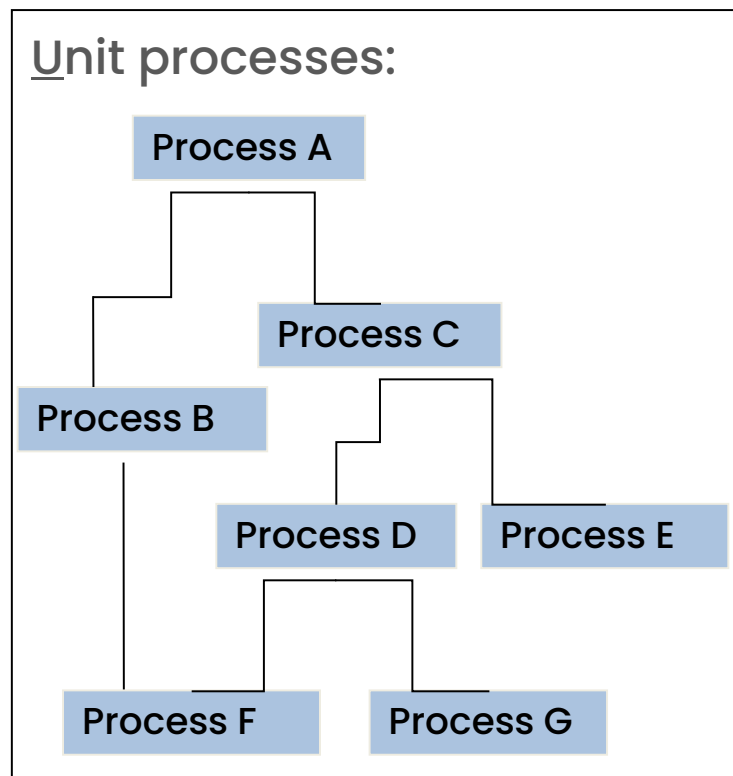 Unit processes:
Process A
Process C
Process B
Process D
Process E
Process F
Process G